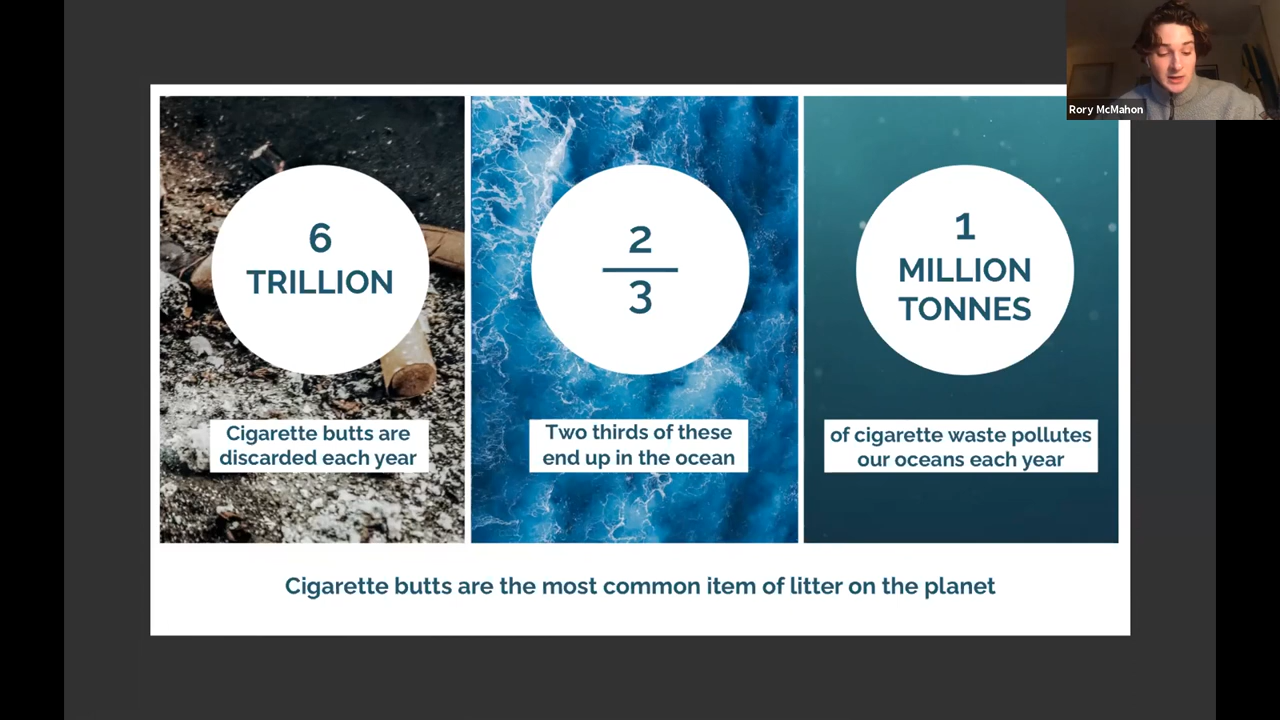 Rory McMahon
6
TRILLION
Cigarette butts are
discarded each year
2
3
Two thirds of these
end up in the ocean
1
MILLION
TONNES
of cigarette waste pollutes
our oceans each year
Cigarette butts are the most common item of litter on the planet